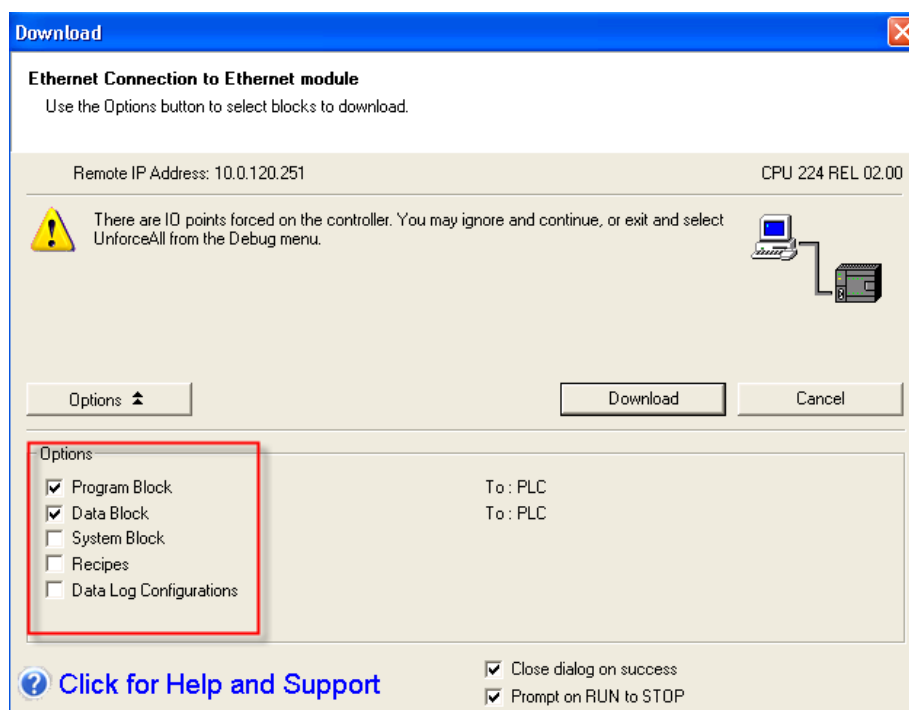 Download
Ethernet Connection to Ethernet module
Use the Options button to select blocks to download.
Remote IP Address: 10.0.120.251 CPU 224 REL 02.00
There are IO points forced on the controller. You may ignore and continue, or exit and select
UnforceAll from the Debug menu.
Options Download Cancel
Options
Program Block To : PLC
Data Block To : PLC
System Block
Recipes
Data Log Configurations
Click for Help and Support
Close dialog on success
Prompt on RUN to STOP